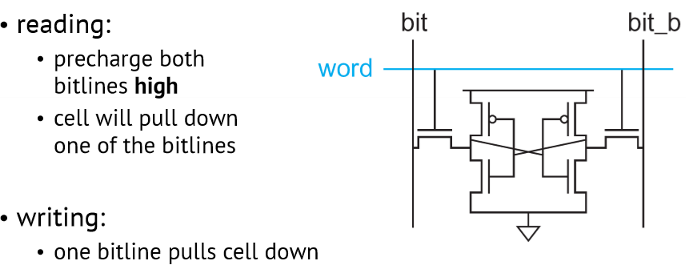 • reading:
• precharge both
bitlines high
• cell will pull down
one of the bitlines
• writing:
• one bitline pulls cell down
bit
bit_b
word